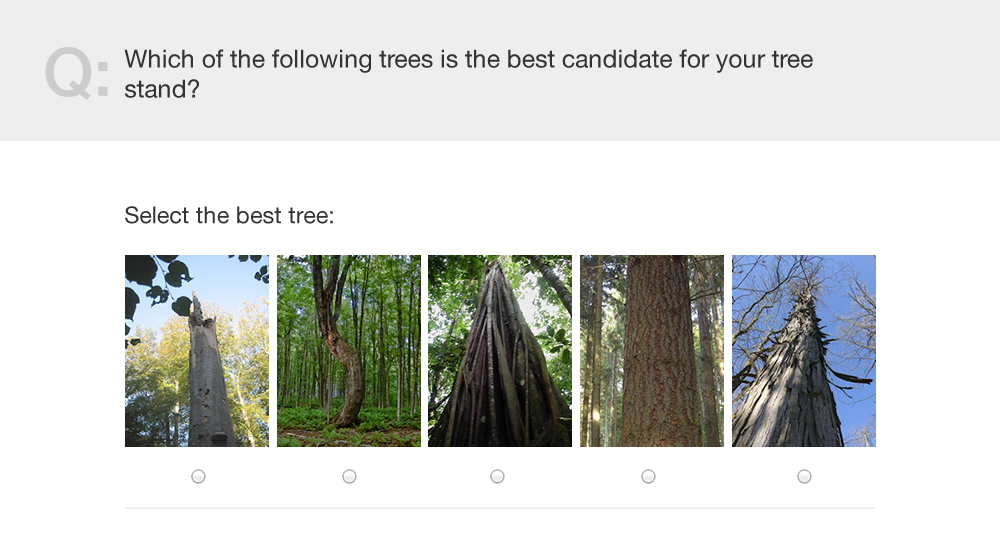 Q: Which of the following trees is the best candidate for your tree
stand?
Select the best tree: